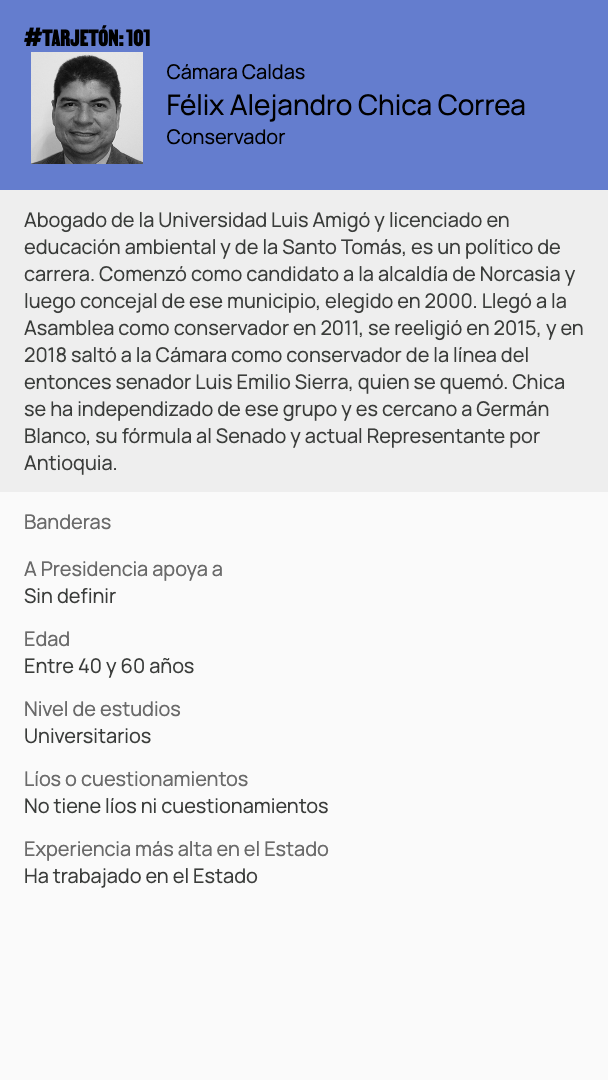 #TARJETÓN: 101
Cámara Caldas
Félix Alejandro Chica Correa
Conservador
Abogado de la Universidad Luis Amigó y licenciado en
educación ambiental y de la Santo Tomás, es un político de
carrera. Comenzó como candidato a la alcaldía de Norcasia y
luego concejal de ese municipio, elegido en 2000. Llegó a la
Asamblea como conservador en 2011, se reeligió en 2015, y en
2018 saltó a la Cámara como conservador de la línea del
entonces senador Luis Emilio Sierra, quien se quemó. Chica
se ha independizado de ese grupo y es cercano a Germán
Blanco, su fórmula al Senado y actual Representante por
Antioquia.
Banderas
A Presidencia apoya a
Sin definir
Edad
Entre 40 y 60 años
Nivel de estudios
Universitarios
Líos o cuestionamientos
No tiene líos ni cuestionamientos
Experiencia más alta en el Estado
Ha trabajado en el Estado